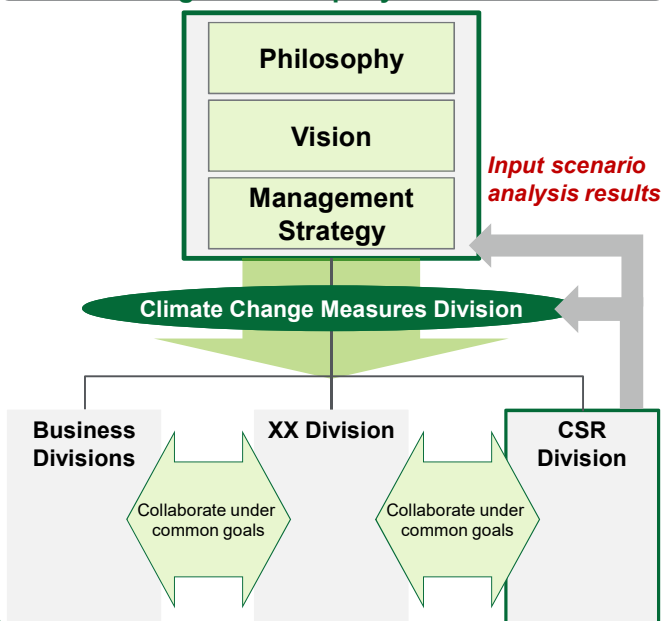 Philosophy
Vision
Management
Strategy
Input scenario
analysis results
Climate Change Measures Division
Business
Divisions
XX Division
CSR
Division
Collaborate under
common goals
Collaborate under
common goals